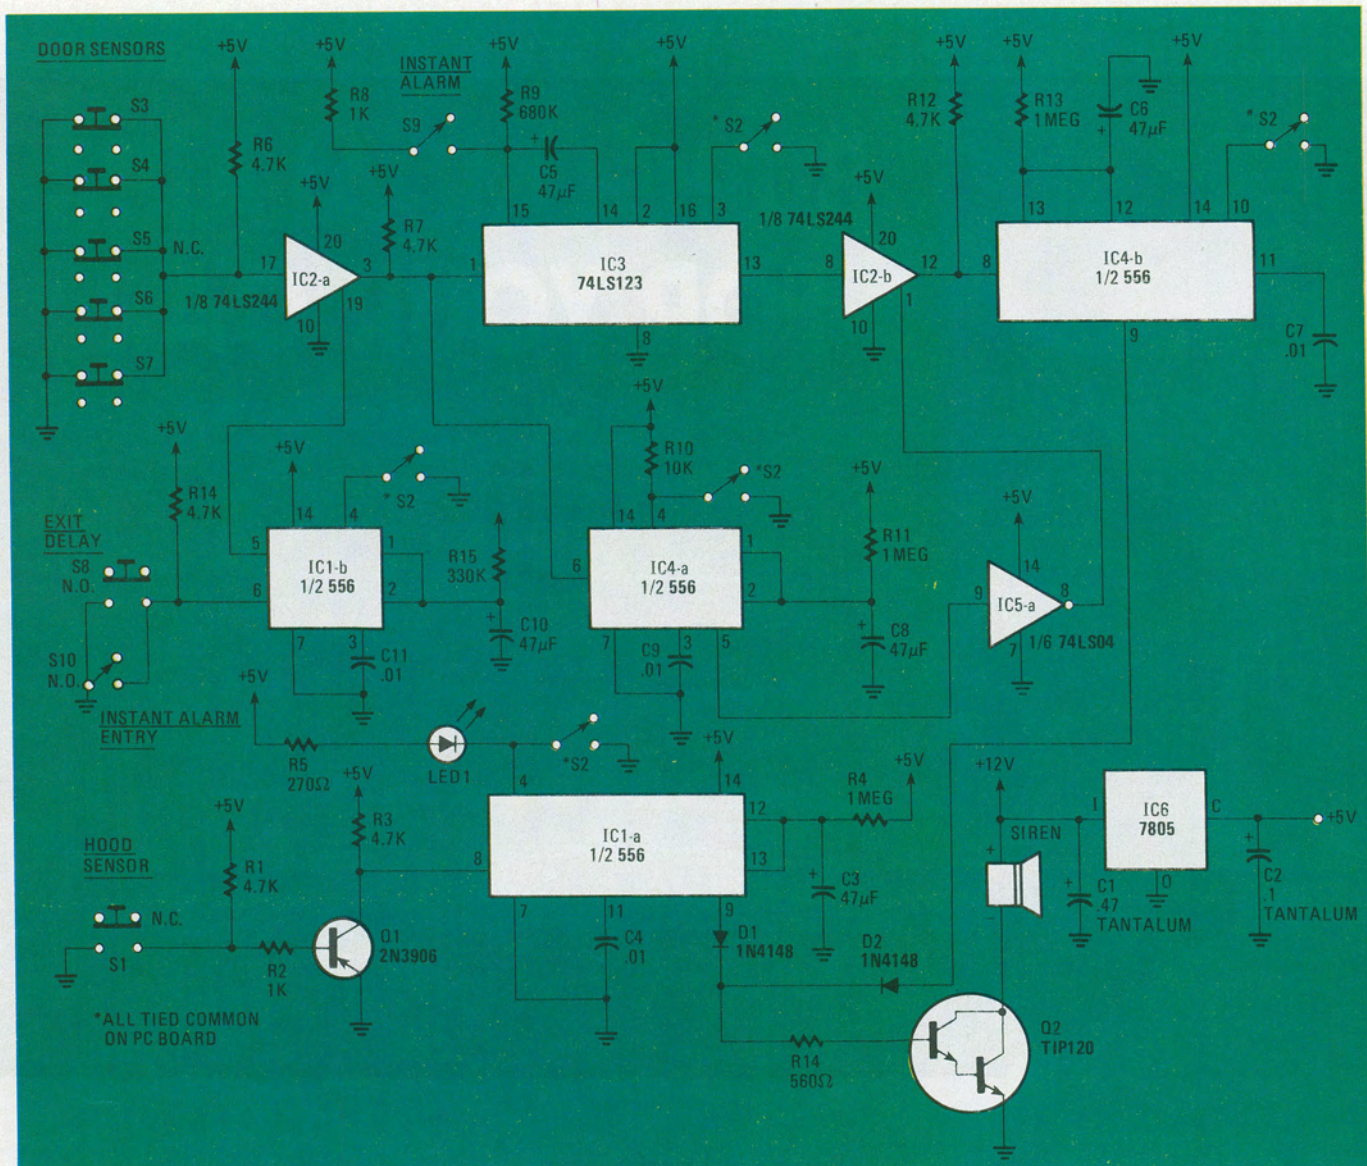 DOOR SENSORS
+5V
+5V
INSTANT
ALARM
+5V
+5V
+5V
+5V
+5V
S3
R8
1K
R9
680K
R12
4.7K
R13
1 MEG
C6
47µF
+
S9
*S2
*S2
R6
4.7K
+
C5
47µF
S4
+5V
+5V
+5V
R7
4.7K
15
14
2
16
3
1/8 74LS244
13
12
14
10
S5
N.C.
17
20
IC2-a
3
1
IC3
74LS123
13
8
20
IC2-b
12
8
IC4-b
1/2 556
11
1/8 74LS244
19
10
10
1
S6
8
9
C7
.01
S7
+5V
+5V
+5V
R14
4.7K
R10
10K
*S2
*S2
+5V
+5V
EXIT
DELAY
14
4
14
4
R11
1 MEG
S8
N.O.
5
IC1-b
1/2 556
1
R15
330K
6
IC4-a
1/2 556
1
14
6
2
2
9
IC5-a
8
7
3
C10
47µF
+
7
C9
.01
3
5
+
C8
47µF
7
1/6 74LS04
S10
N.O.
C11
.01
+5V
INSTANT ALARM
ENTRY
R5
270Ω
LED1
*S2
+5V
+5V
+5V
4
14
R4
1 MEG
+12V
+5V
R3
4.7K
12
I
IC6
7805
C
+5V
HOOD
SENSOR
R1
4.7K
8
IC1-a
1/2 556
13
SIREN
+
O
+
C2
.1
TANTALUM
7
11
9
+
C3
47µF
+
C1
.47
TANTALUM
N.C.
S1
R2
1K
Q1
2N3906
C4
.01
D1
1N4148
D2
1N4148
-
*ALL TIED COMMON
ON PC BOARD
R14
560Ω
Q2
TIP120